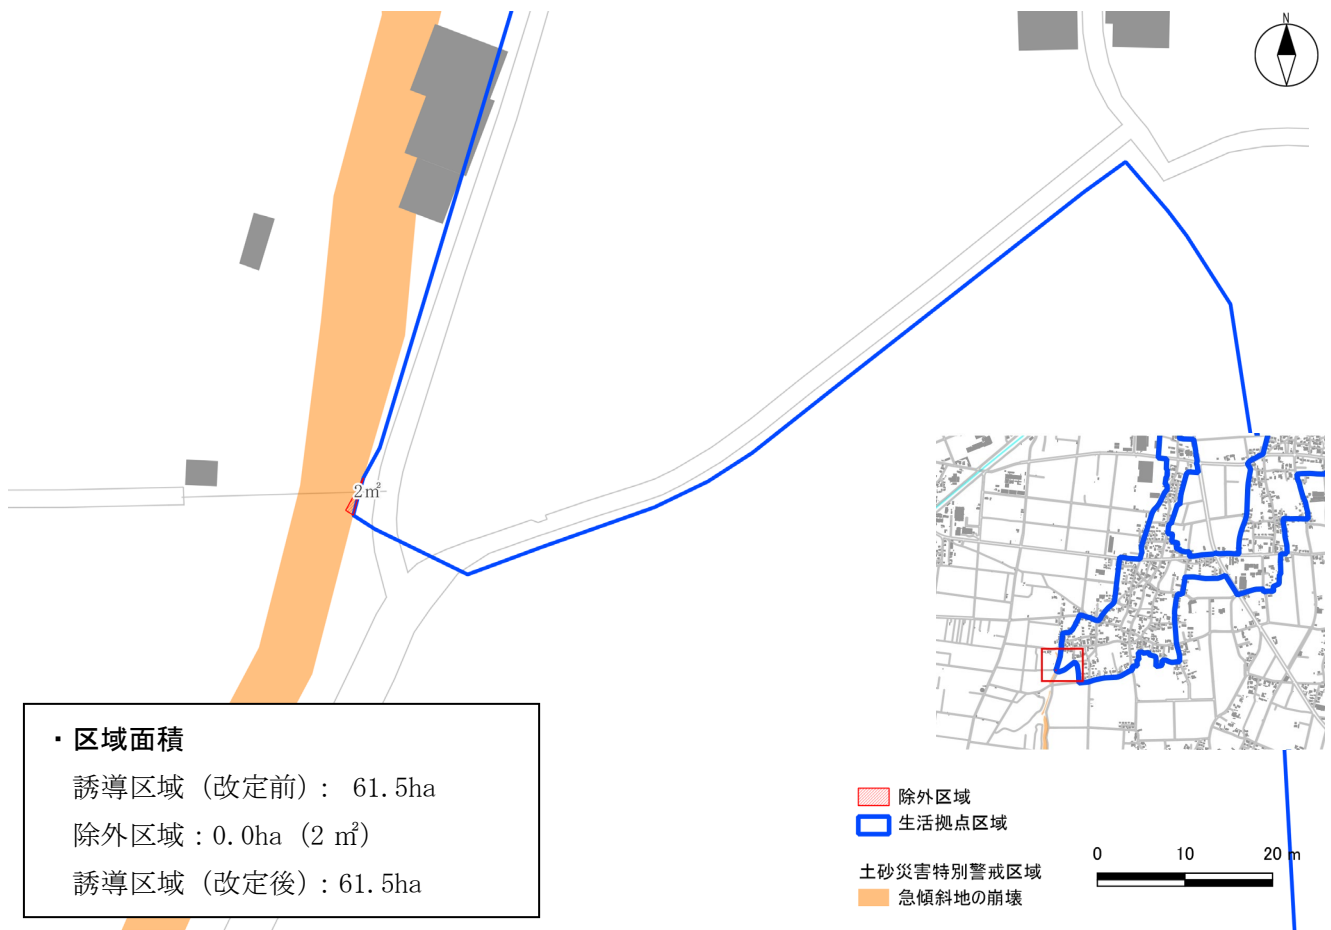 N
2㎡
・区域面積
誘導区域（改定前）： 61.5ha
除外区域：0.0ha（2 ㎡）
誘導区域（改定後）：61.5ha
除外区域
生活拠点区域
土砂災害特別警戒区域
急傾斜地の崩壊
0 10 20 m